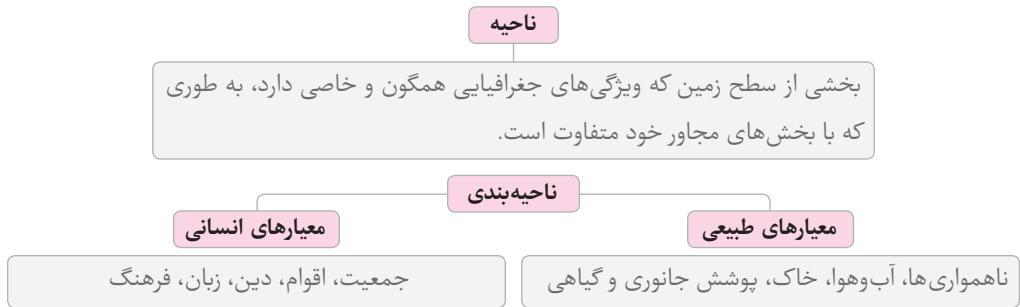 ناحیه
بخشی از سطح زمین که ویژگی‌های جغرافیایی همگون و خاصی دارد، به طوری
که با بخش‌های مجاور خود متفاوت است.
ناحیه‌بندی
معیارهای طبیعی
معیارهای انسانی
ناهمواری‌ها، آب‌وهوا، خاک، پوشش جانوری و گیاهی
جمعیت، اقوام، دین، زبان، فرهنگ